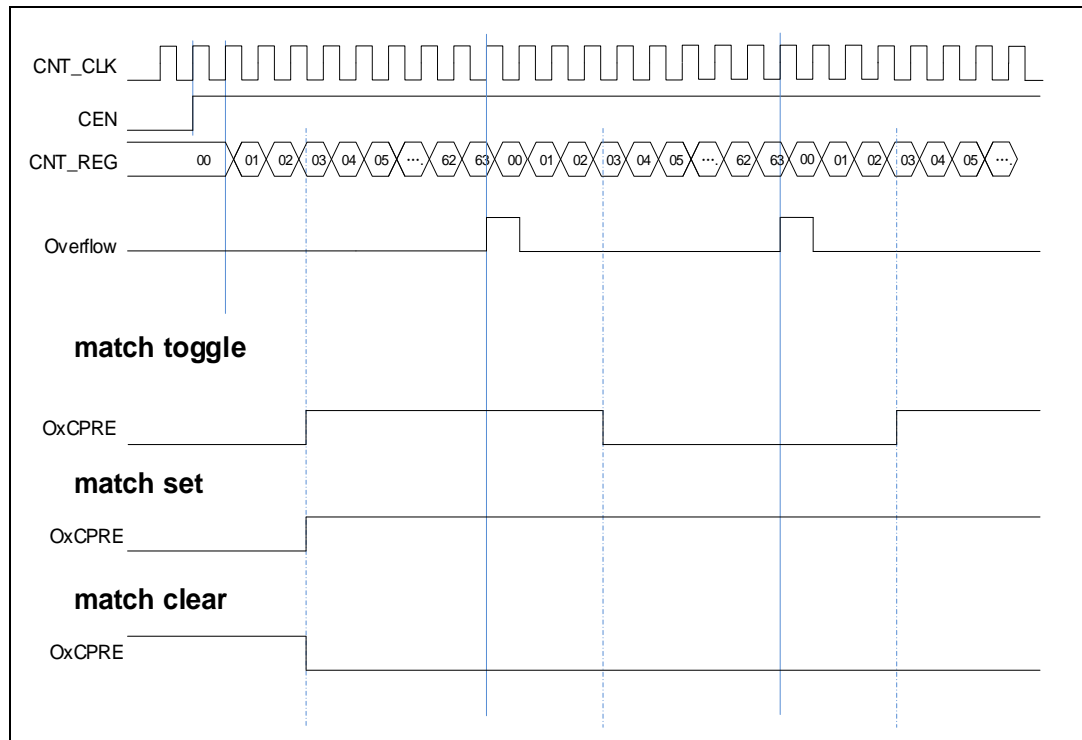 CNT_CLK
CEN
CNT_REG 00 01 02 03 04 05 .... 62 63 00 01 02 03 04 05 .... 62 63 00 01 02 03 04 05 ....
Overflow
match toggle
OxCPRE
match set
OxCPRE
match clear
OxCPRE